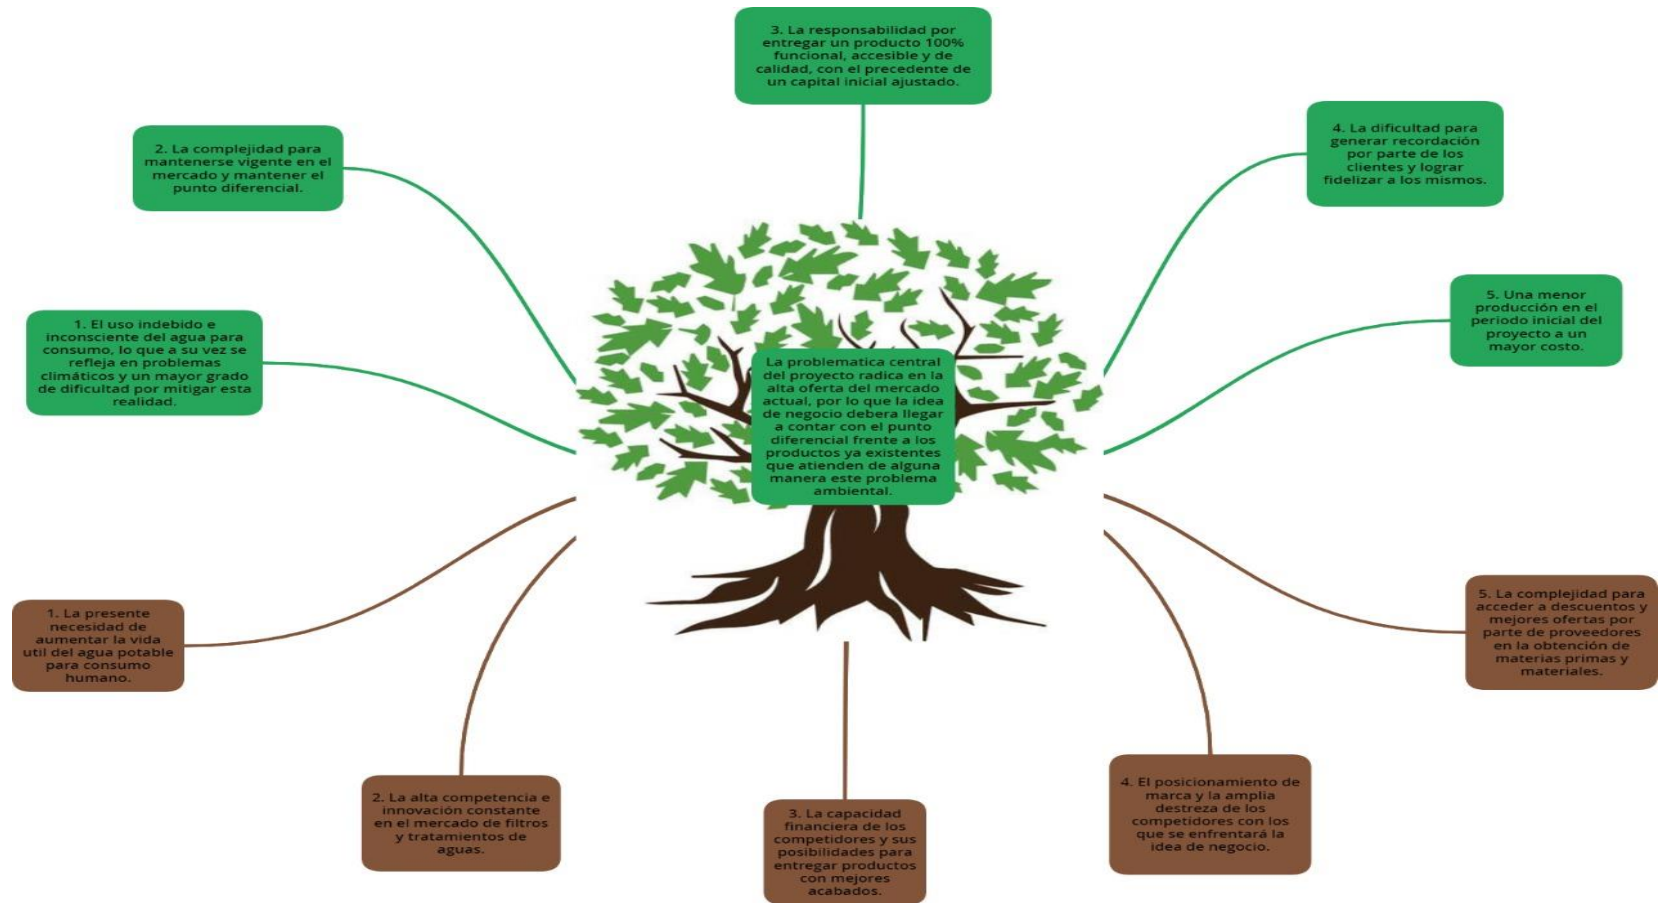 3. La responsabilidad por
entregar un producto 100%
funcional, accesible y de
calidad, con el precedente de
un capital inicial ajustado.
2. La complejidad para
mantenerse vigente en el
mercado y mantener el
punto diferencial.
4. La dificultad para
generar recordación
por parte de los
clientes y lograr
fidelizar a los mismos.
1. El uso indebido e
inconsciente del agua para
consumo, lo que a su vez se
refleja en problemas
climáticos y un mayor grado
de dificultad por mitigar esta
realidad.
5. Una menor
producción en el
periodo inicial del
proyecto a un
mayor costo.
La problematica central
del proyecto radica en la
alta oferta del mercado
actual, por lo que la idea
de negocio debera llegar
a contar con el punto
diferencial frente a los
productos ya existentes
que atienden de alguna
manera este problema
ambiental.
1. La presente
necesidad de
aumentar la vida
util del agua potable
para consumo
humano.
2. La alta competencia e
innovación constante
en el mercado de filtros
y tratamientos de
aguas.
3. La capacidad
financiera de los
competidores y sus
posibilidades para
entregar productos
con mejores
acabados.
4. El posicionamiento de
marca y la amplia
destreza de los
competidores con los
que se enfrentará la
idea de negocio.
5. La complejidad para
acceder a descuentos y
mejores ofertas por
parte de proveedores
en la obtención de
materias primas y
materiales.